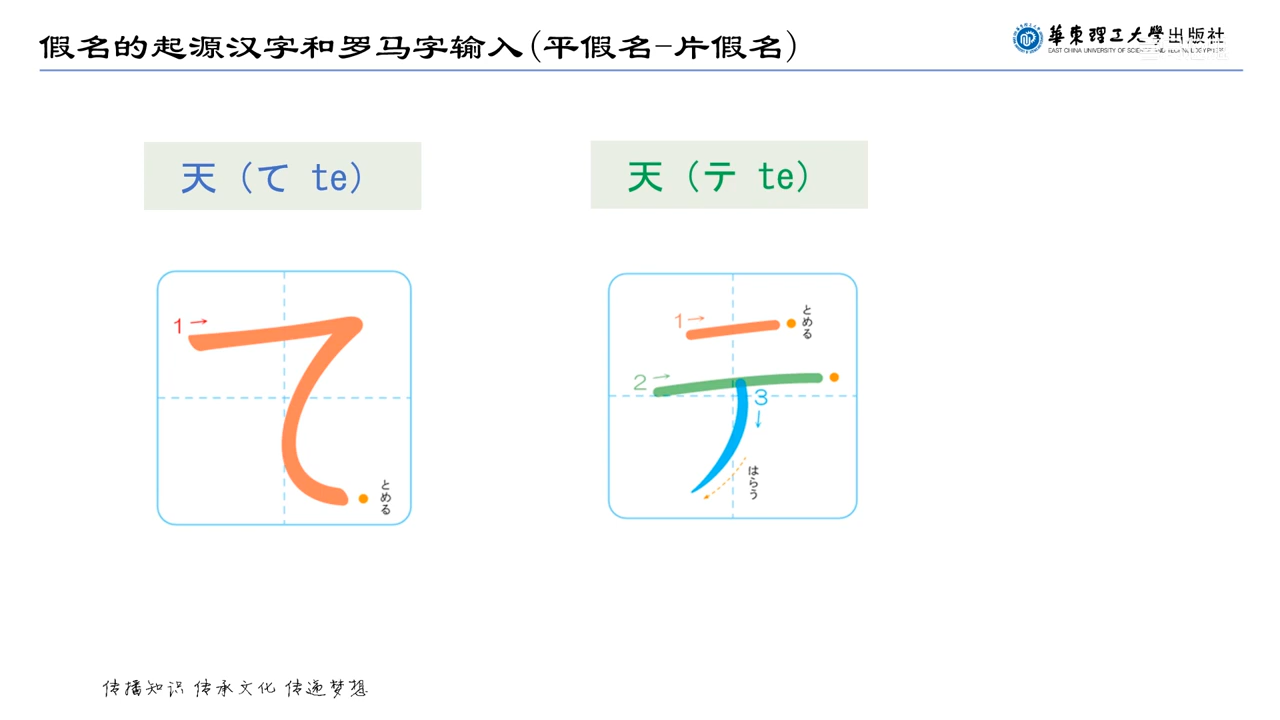 假名的起源汉字和罗马字输入(平假名-片假名)
華東理工大學出版社
天（て te）
天（テ te）
1
とめる
1
とめる
2
3
はらう
传播知识 传承文化 传递梦想